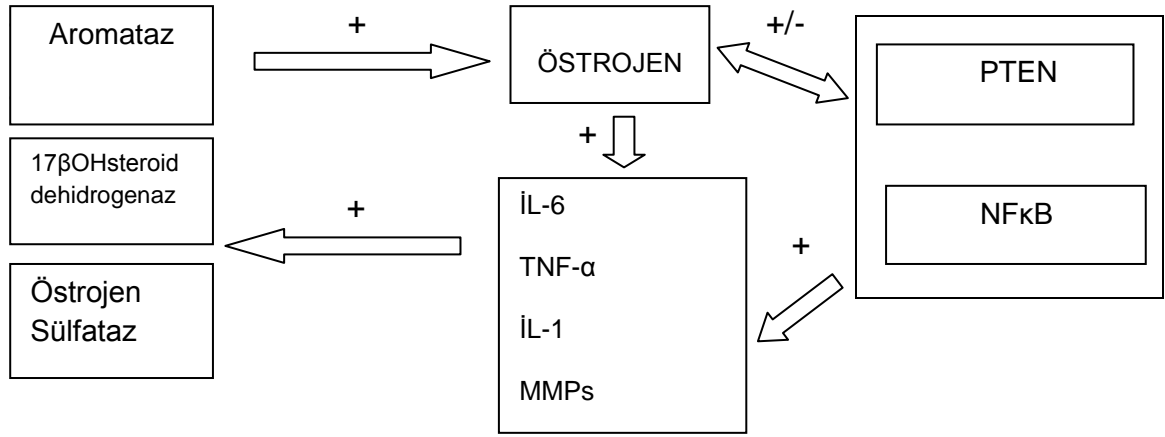 Aromataz
+
ÖSTROJEN
+/-
PTEN
+
17βOHsteroid
dehidrogenaz
+
İL-6
NFκB
TNF-α
+
Östrojen
Sülfataz
İL-1
MMPs